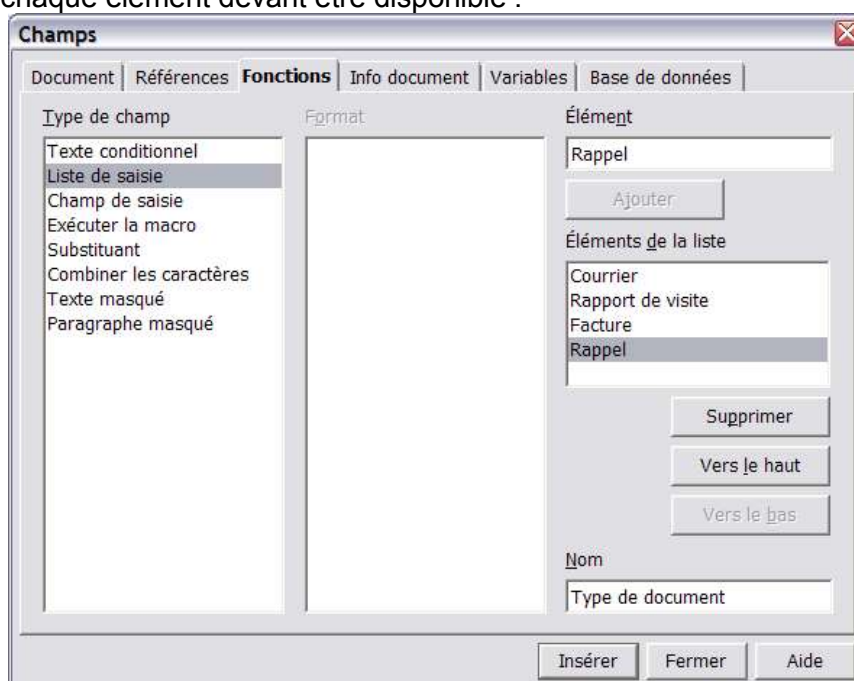 chaque élément devant être disponible :
Champs
Document Références Fonctions Info document Variables Base de données
Type de champ
Texte conditionnel
Liste de saisie
Champ de saisie
Exécuter la macro
Substituant
Combiner les caractères
Texte masqué
Paragraphe masqué
Format
Élément
Rappel
Ajouter
Éléments de la liste
Courrier
Rapport de visite
Facture
Rappel
Supprimer
Vers le haut
Vers le bas
Nom
Type de document
Insérer Fermer Aide